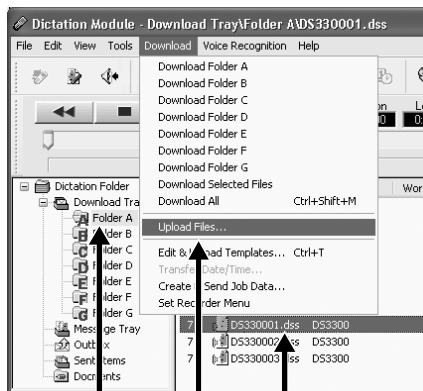 Dictation Module - Download Tray\Folder A\DS330001.dss
File Edit View Tools Download Voice Recognition Help
Download Folder A
Download Folder B
Download Folder C
Download Folder D
Download Folder E
Download Folder F
Download Folder G
Download Selected Files
Download All Ctrl+Shift+M
Upload Files...
Edit & Templates... Ctrl+T
Transfer Date/Time...
Create Send Job Data...
Set Recorder Menu
Dictation Folder
Download Tra
Folder A
Folder B
Folder C
Folder D
Folder E
Folder F
Folder G
Message Tray
Outbox
Sent Items
Wor
7 DS330001.dss DS3300
7 DS330002 DS3300
7 DS330003.dss DS3300